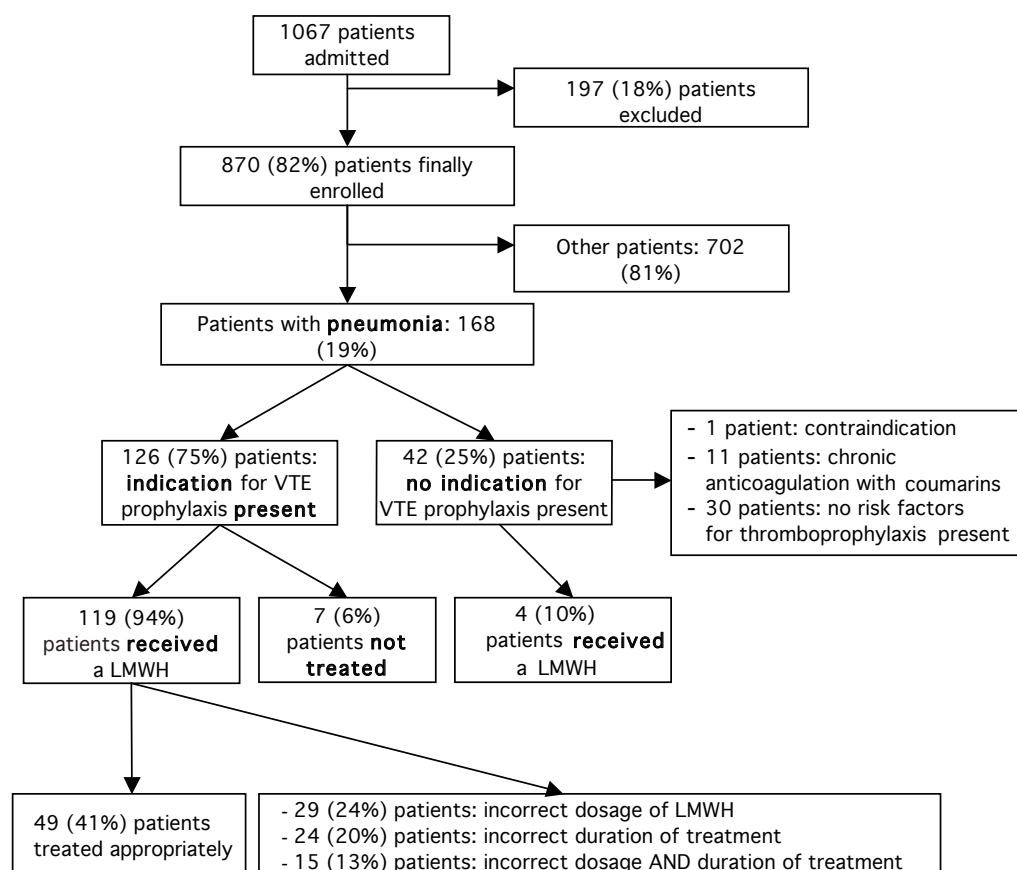 1067 patients
admitted
197 (18%) patients
excluded
870 (82%) patients finally
enrolled
Other patients: 702
(81%)
Patients with pneumonia: 168
(19%)
126 (75%) patients:
indication for VTE
prophylaxis present
42 (25%) patients:
no indication for
VTE prophylaxis present
- 1 patient: contraindication
- 11 patients: chronic
anticoagulation with coumarins
- 30 patients: no risk factors
for thromboprophylaxis present
119 (94%)
patients received
a LMWH
7 (6%)
patients not
treated
4 (10%)
patients received
a LMWH
49 (41%) patients
treated appropriately
- 29 (24%) patients: incorrect dosage of LMWH
- 24 (20%) patients: incorrect duration of treatment
- 15 (13%) patients: incorrect dosage AND duration of treatment